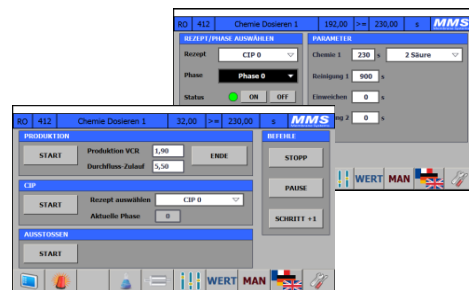 RO 412 Chemie Dosieren 1 192,00 >= 230,00 s MMS
REZEPT/PHASE AUSWÄHLEN PARAMETER
Rezept CIP 0 Chemie 1 230 s 2 Säure
Phase Phase 0 Reinigung 1 900 s
Status ON OFF Einweichen 0 s
2 0 s
WERT MAN
RO 412 Chemie Dosieren 1 32,00 >= 230,00 s MMS
PRODUKTION
START Produktion VCR 1,90 ENDE
Durchfluss-Zulauf 5,50
CIP
START Rezept auswählen CIP 0
Aktuelle Phase 0
AUSSTOSSEN
START
BEFEHLE
STOPP
PAUSE
SCHRITT +1
WERT MAN